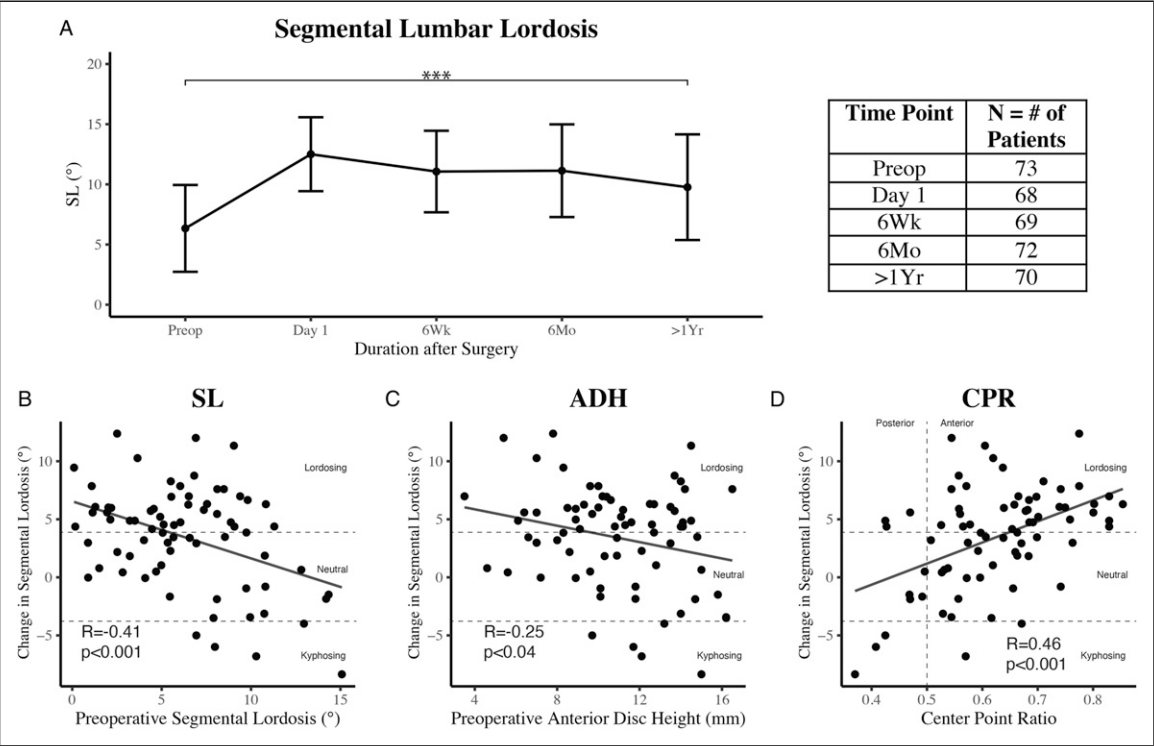 A
Segmental Lumbar Lordosis
***
SL (°)
20
15
10
5
0
Preop
Day 1
6Wk
6Mo
>1Yr
Duration after Surgery
Time Point N = # of
Patients
Preop 73
Day 1 68
6Wk 69
6Mo 72
>1Yr 70
B
SL
Change in Segmental Lordosis (°)
10
5
0
−5
Lordosing
Neutral
Kyphosing
R=-0.41
p<0.001
0 5 10 15
Preoperative Segmental Lordosis (°)
C
ADH
Change in Segmental Lordosis (°)
10
5
0
−5
Lordosing
Neutral
Kyphosing
R=-0.25
p<0.04
4 8 12 16
Preoperative Anterior Disc Height (mm)
D
CPR
Posterior Anterior
Change in Segmental Lordosis (°)
10
5
0
−5
Lordosing
Neutral
Kyphosing
R=0.46
p<0.001
0.4 0.5 0.6 0.7 0.8
Center Point Ratio